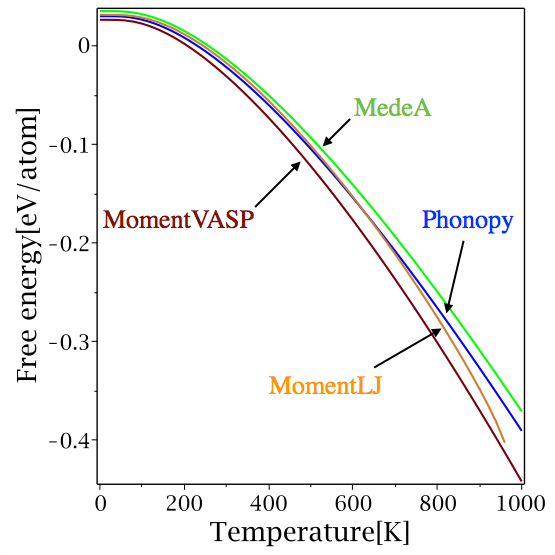 0
MedeA
-0.1
MomentVASP
Phonopy
-0.2
-0.3
MomentLJ
-0.4
Free energy[eV/atom]
0 200 400 600 800 1000
Temperature[K]